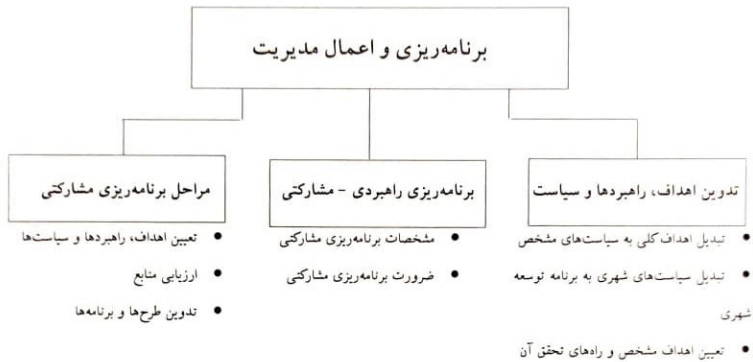 برنامه‌ریزی و اعمال مدیریت
تدوین اهداف، راهبردها و سیاست
• تبدیل اهداف کلی به سیاست‌های مشخص
• تبدیل سیاست‌های شهری به برنامه توسعه
شهری
• تعیین اهداف مشخص و راه‌های تحقق آن
برنامه‌ریزی راهبردی - مشارکتی
• مشخصات برنامه‌ریزی مشارکتی
• ضرورت برنامه‌ریزی مشارکتی
مراحل برنامه‌ریزی مشارکتی
• تعیین اهداف، راهبردها و سیاست‌ها
• ارزیابی منابع
• تدوین طرح‌ها و برنامه‌ها